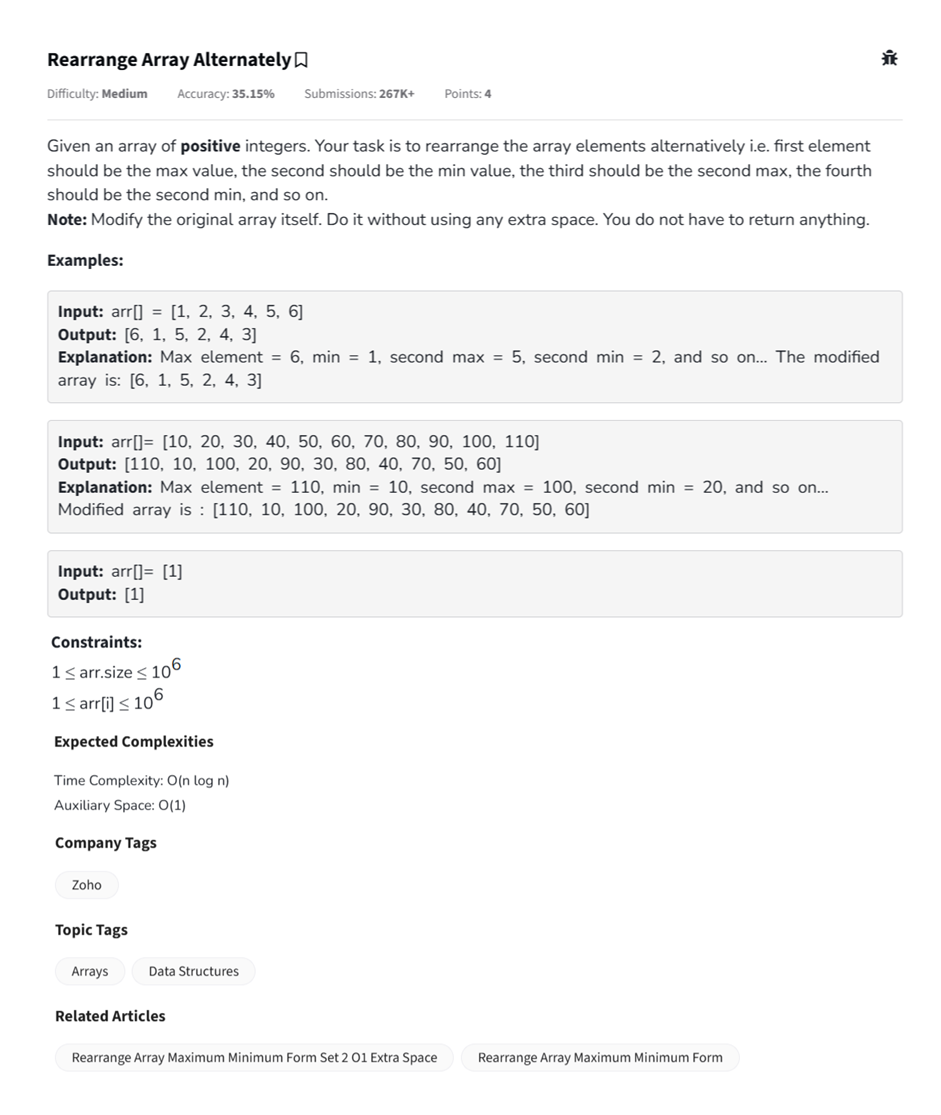 Rearrange Array Alternately
Difficulty: Medium Accuracy: 35.15% Submissions: 267K+ Points: 4
Given an array of positive integers. Your task is to rearrange the array elements alternatively i.e. first element
should be the max value, the second should be the min value, the third should be the second max, the fourth
should be the second min, and so on.
Note: Modify the original array itself. Do it without using any extra space. You do not have to return anything.
Examples:
Input: arr[] = [1, 2, 3, 4, 5, 6]
Output: [6, 1, 5, 2, 4, 3]
Explanation: Max element = 6, min = 1, second max = 5, second min = 2, and so on... The modified
array is: [6, 1, 5, 2, 4, 3]
Input: arr[]= [10, 20, 30, 40, 50, 60, 70, 80, 90, 100, 110]
Output: [110, 10, 100, 20, 90, 30, 80, 40, 70, 50, 60]
Explanation: Max element = 110, min = 10, second max = 100, second min = 20, and so on...
Modified array is : [110, 10, 100, 20, 90, 30, 80, 40, 70, 50, 60]
Input: arr[]= [1]
Output: [1]
Constraints:
1 ≤ arr.size ≤ 10⁶
1 ≤ arr[i] ≤ 10⁶
Expected Complexities
Time Complexity: O(n log n)
Auxiliary Space: O(1)
Company Tags
Zoho
Topic Tags
Arrays Data Structures
Related Articles
Rearrange Array Maximum Minimum Form Set 2 O1 Extra Space Rearrange Array Maximum Minimum Form